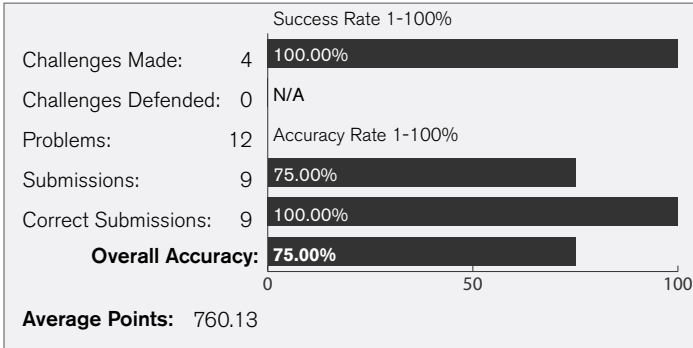 Success Rate 1-100%
Challenges Made: 4 100.00%
Challenges Defended: 0 N/A
Problems: 12 Accuracy Rate 1-100%
Submissions: 9 75.00%
Correct Submissions: 9 100.00%
Overall Accuracy: 75.00%
0 50 100
Average Points: 760.13